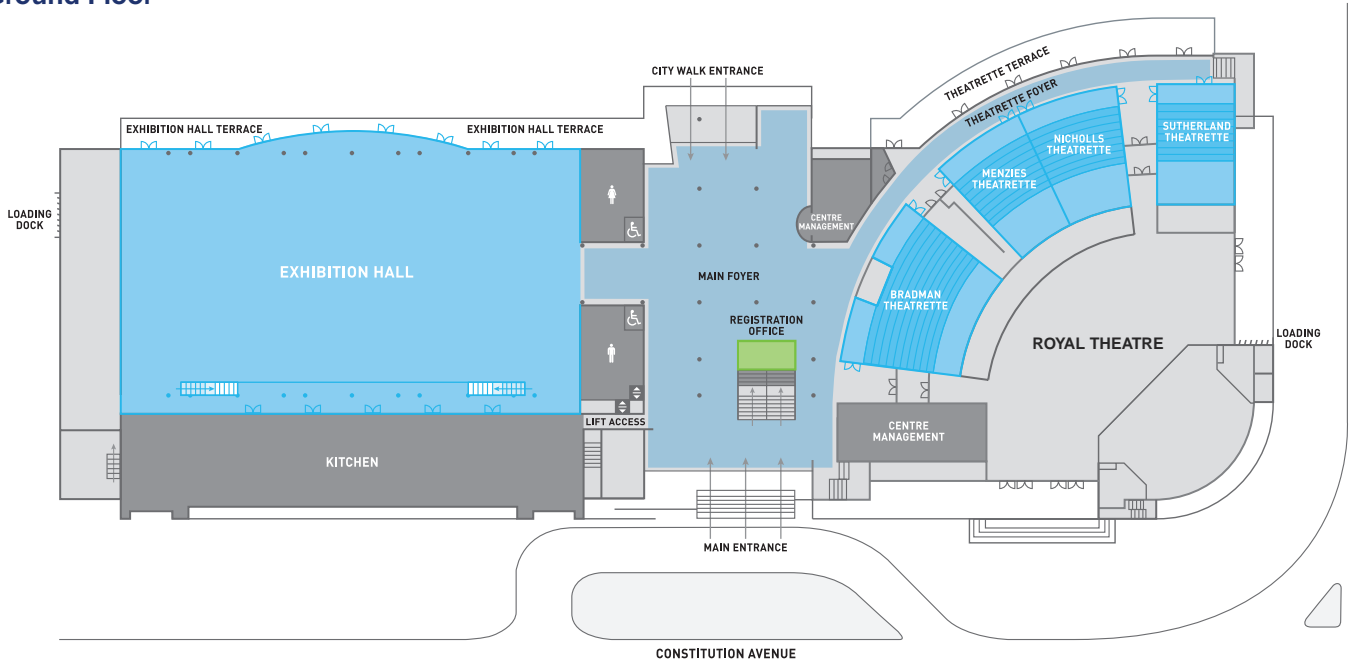 Ground Floor
CITY WALK ENTRANCE
THEATRETTE TERRACE
THEATRETTE FOYER
EXHIBITION HALL TERRACE
EXHIBITION HALL TERRACE
NICHOLLS
THEATRETTE
SUTHERLAND
THEATRETTE
MENZIES
THEATRETTE
LOADING
DOCK
CENTRE
MANAGEMENT
EXHIBITION HALL
MAIN FOYER
BRADMAN
THEATRETTE
REGISTRATION
OFFICE
ROYAL THEATRE
LOADING
DOCK
LIFT ACCESS
CENTRE
MANAGEMENT
KITCHEN
MAIN ENTRANCE
CONSTITUTION AVENUE